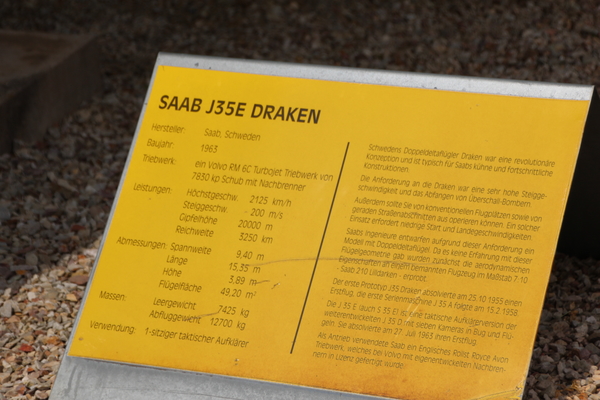 SAAB J35E DRAKEN
Hersteller: Saab, Schweden
Baujahr: 1963
Triebwerk: ein Volvo RM 6C Turbojet Triebwerk von
7830 kp Schub mit Nachbrenner
Leistungen: Höchstgeschw. 2125 km/h
Steiggeschw. 200 m/s
Gipfelhöhe 20000 m
Reichweite 3250 km
Abmessungen: Spannweite 9,40 m
Länge 15,35 m
Höhe 3,89 m
Flügelfläche 49,20 m²
Massen: Leergewicht 7425 kg
Abfluggewicht 12700 kg
Verwendung: 1-sitziger taktischer Aufklärer
Schwedens Doppeldeltaflügler Draken war eine revolutionäre
Konzeption und ist typisch für Saabs kühne und fortschrittliche
Konstruktionen.
Die Anforderung an die Draken war eine sehr hohe Steigge-
schwindigkeit und das Abfangen von Überschall-Bombern.
Außerdem sollte Sie von konventionellen Flugplätzen sowie von
geraden Straßenabschnitten aus operieren können. Ein solcher
Einsatz erfordert niedrige Start und Landegeschwindigkeiten.
Saabs Ingenieure entwarfen aufgrund dieser Anforderung ein
Modell mit Doppeldeltaflügel. Da es keine Erfahrung mit dieser
Flügelgeometrie gab wurden zunächst die aerodynamischen
Eigenschaften an einem bemannten Flugzeug im Maßstab 7:10
- Saab 210 Lilldarken - erprobt.
Der erste Prototyp J35 Draken absolvierte am 25.10.1955 einen
Erstflug, die erste Serienmaschine J 35 A folgte am 15.2.1958.
Die J 35 E (auch S 35 E) ist eine taktische Aufklärerversion der
weiterentwickelten J 35 D mit sieben Kameras in Bug und Flü-
geln. Sie absolvierte am 27. Juli 1963 ihren Erstflug.
Als Antrieb verwendete Saab ein Englisches Rolls, Royce Avon
Triebwerk, welches bei Volvo mit eigenentwickelten Nachbren-
nern in Lizenz gefertigt wurde.